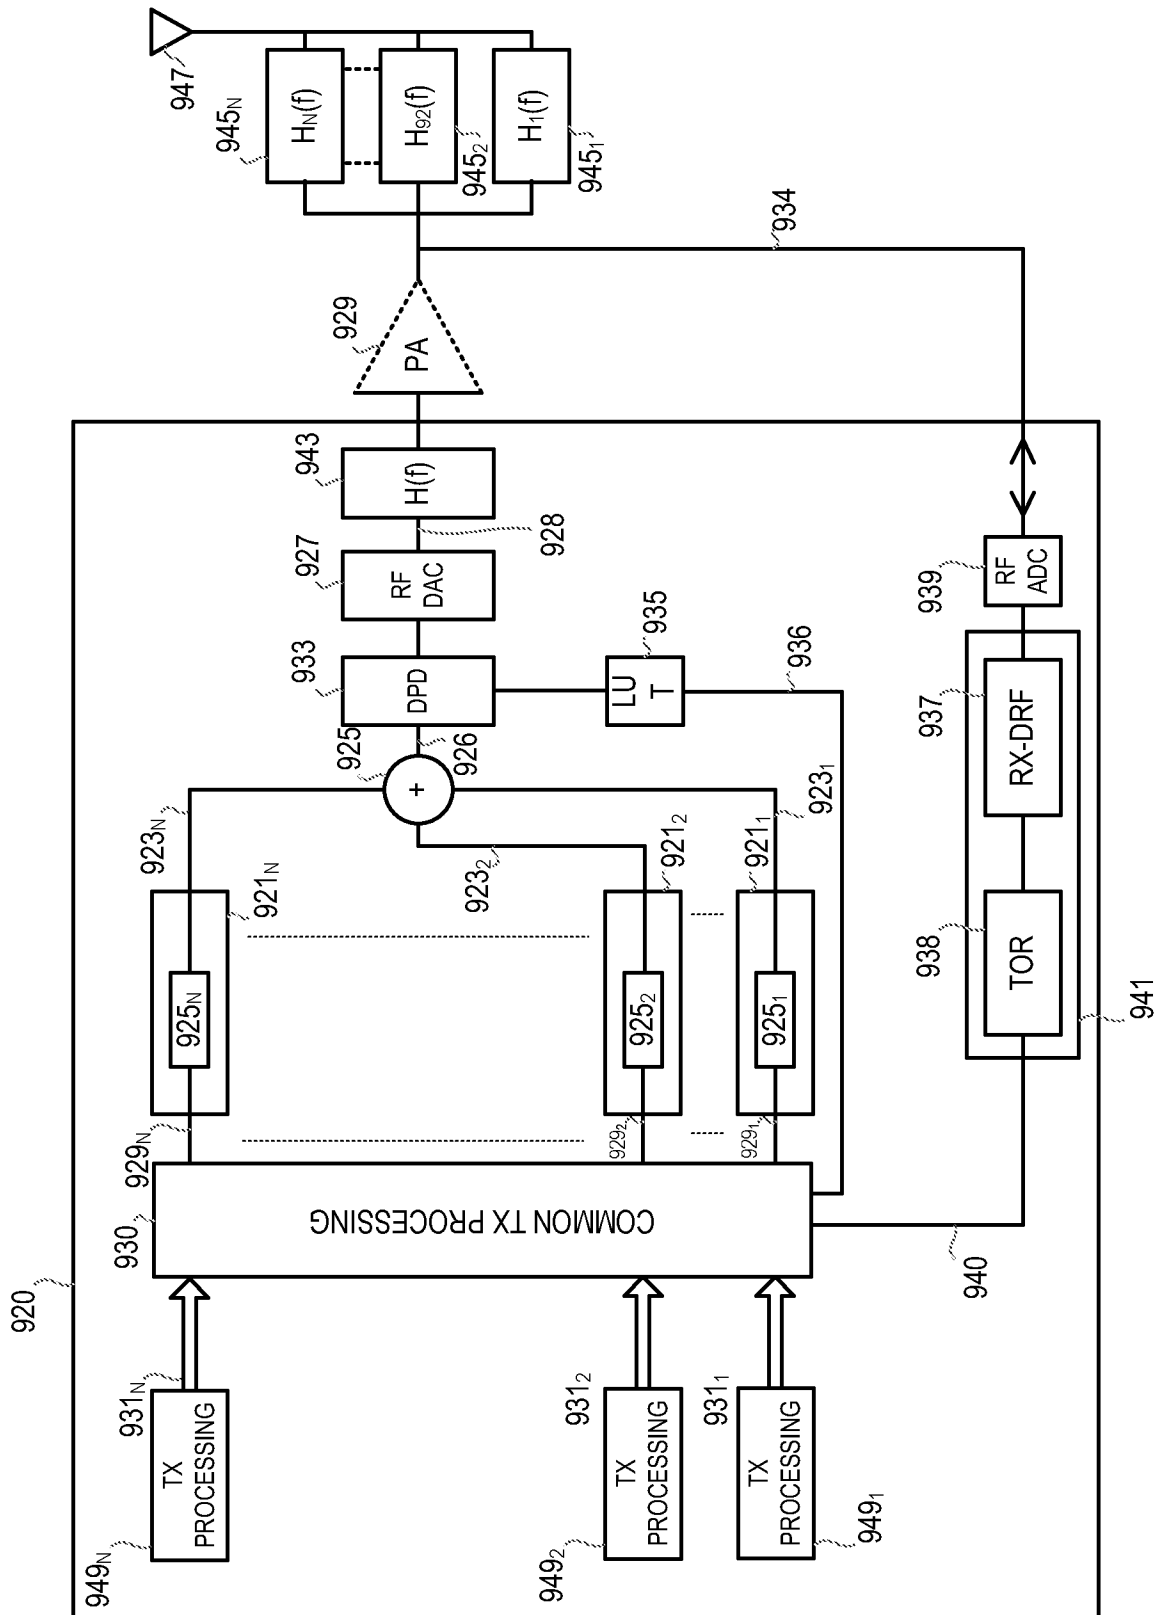 947
945N
HN(f)
H92(f)
9452
H1(f)
9451
934
929
PA
943
H(f)
928
927
RF
DAC
933
DPD
925
926
+
LU
T
935
936
939
RF
ADC
937
RX-DRF
938
TOR
941
940
923N
9232
9231
921N
925N
9212
9252
9211
9251
929N
9292
9291
930
COMMON TX PROCESSING
920
931N
TX
PROCESSING
949N
9312
TX
PROCESSING
9492
9311
TX
PROCESSING
9491